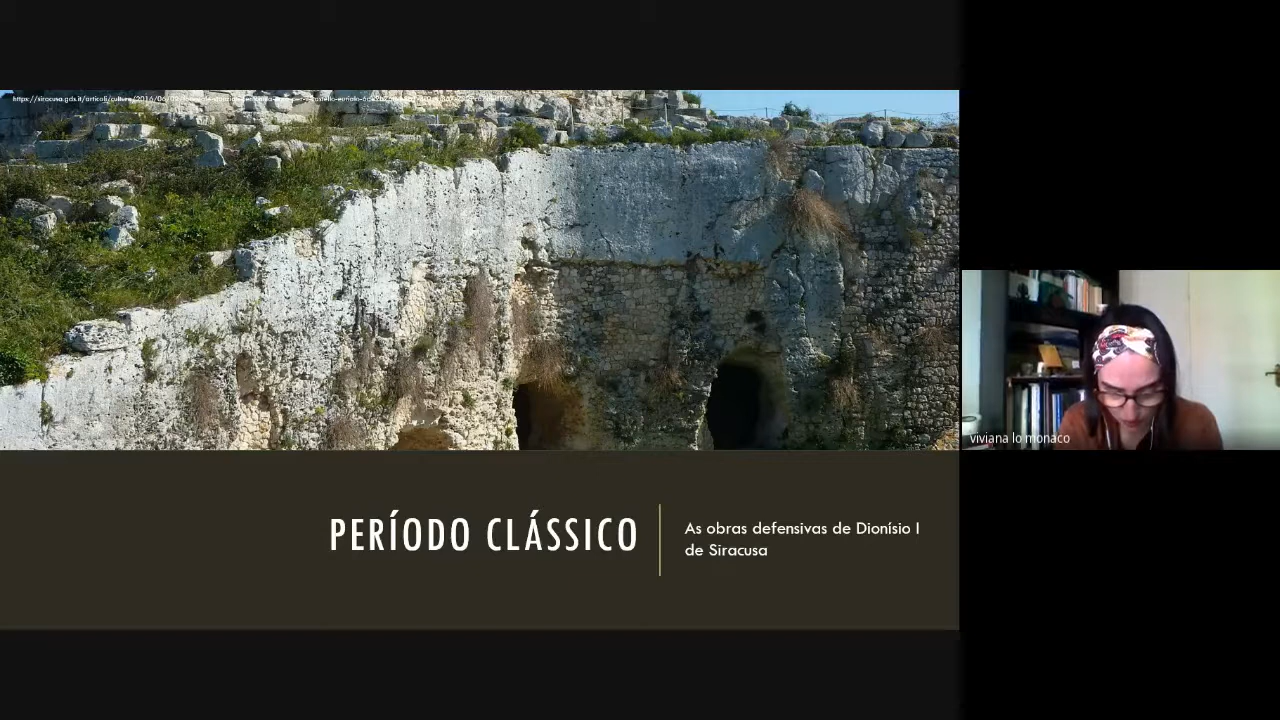 PERÍODO CLÁSSICO
As obras defensivas de Dionísio I
de Siracusa
viviana lo monaco